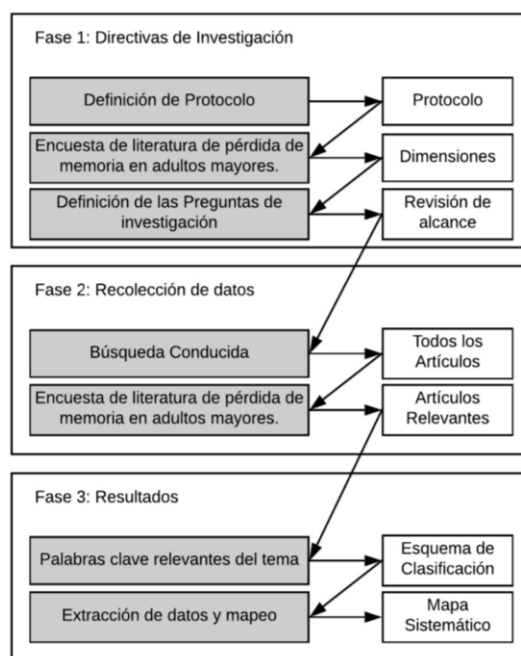 Fase 1: Directivas de Investigación
Definición de Protocolo
Protocolo
Encuesta de literatura de pérdida de
memoria en adultos mayores.
Dimensiones
Definición de las Preguntas de
investigación
Revisión de
alcance
Fase 2: Recolección de datos
Búsqueda Conducida
Todos los
Artículos
Encuesta de literatura de pérdida de
memoria en adultos mayores.
Artículos
Relevantes
Fase 3: Resultados
Palabras clave relevantes del tema
Esquema de
Clasificación
Extracción de datos y mapeo
Mapa
Sistemático